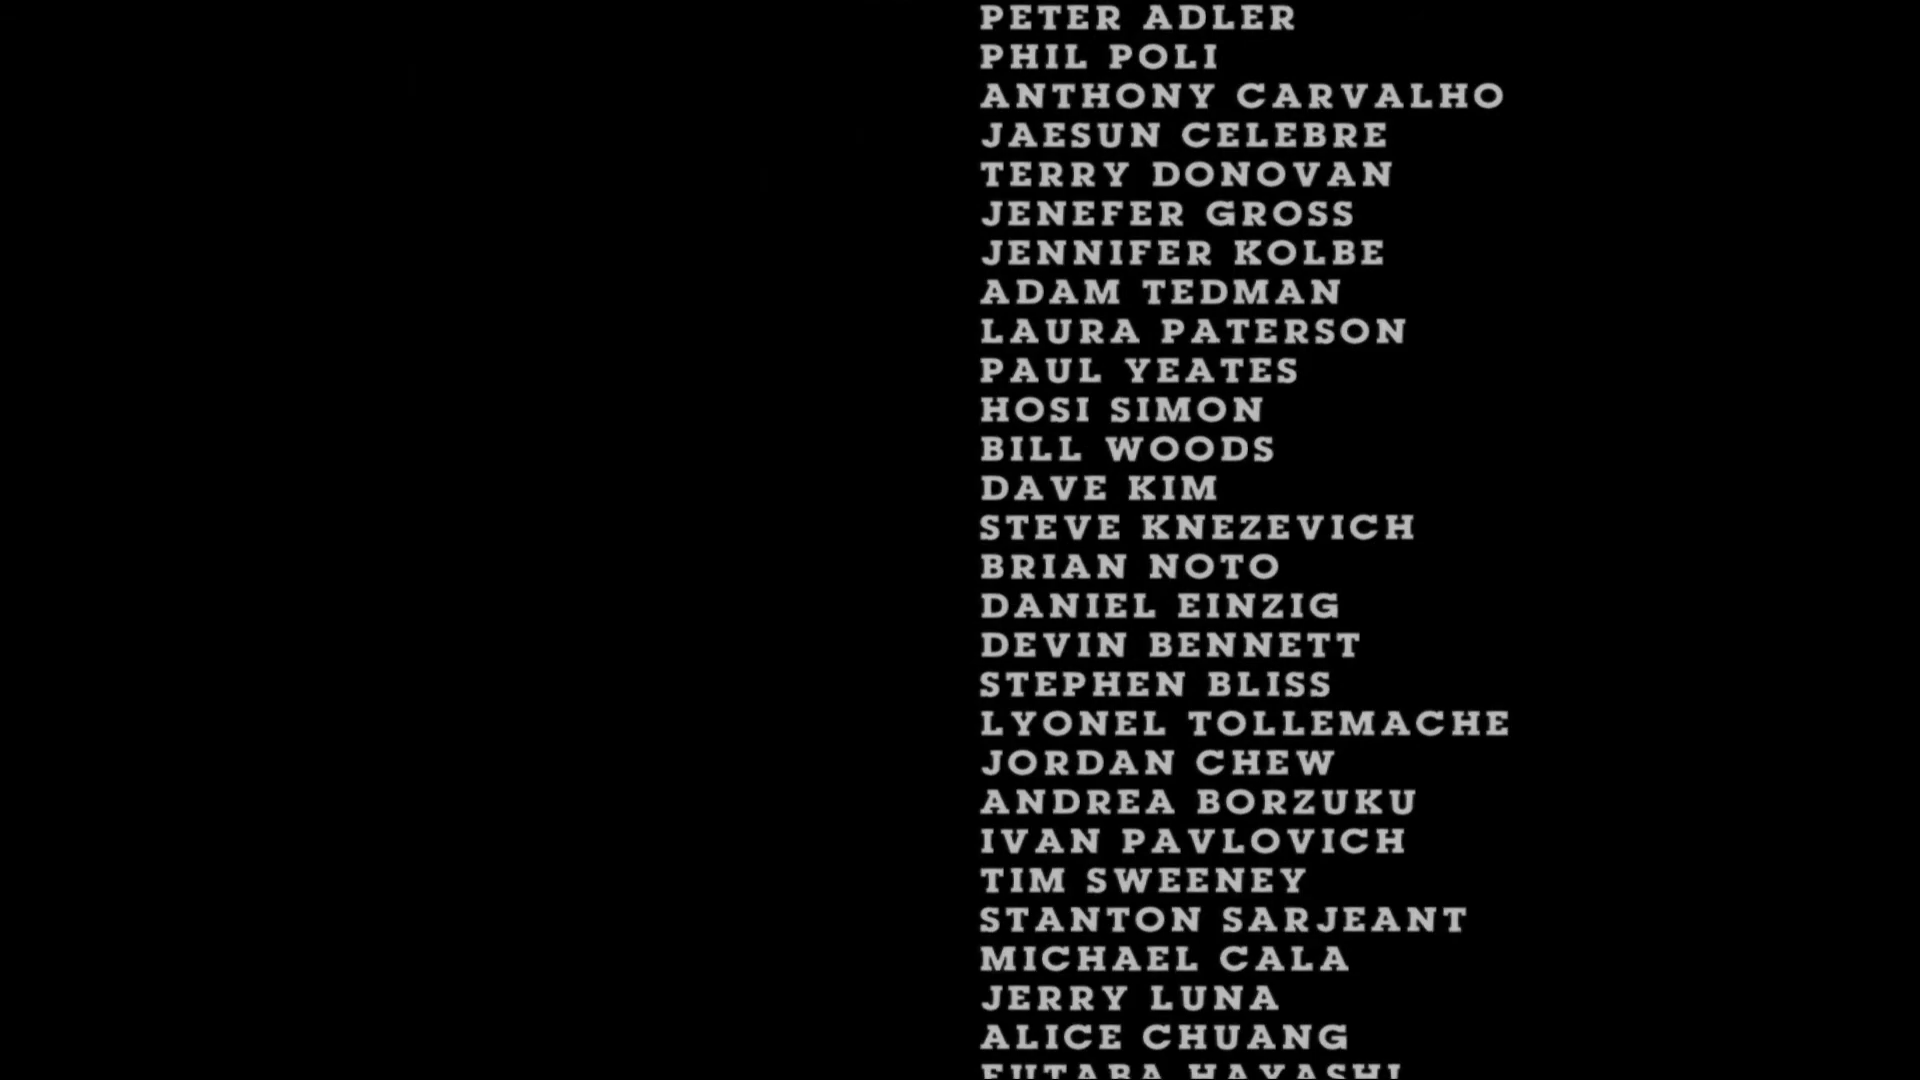 PETER ADLER
PHIL POLI
ANTHONY CARVALHO
JAESUN CELEBRE
TERRY DONOVAN
JENEFER GROSS
JENNIFER KOLBE
ADAM TEDMAN
LAURA PATERSON
PAUL YEATES
HOSI SIMON
BILL WOODS
DAVE KIM
STEVE KNEZEVICH
BRIAN NOTO
DANIEL EINZIG
DEVIN BENNETT
STEPHEN BLISS
LYONEL TOLLEMACHE
JORDAN CHEW
ANDREA BORZUKU
IVAN PAVLOVICH
TIM SWEENEY
STANTON SARJEANT
MICHAEL CALA
JERRY LUNA
ALICE CHUANG
FUTABA HAYASHI